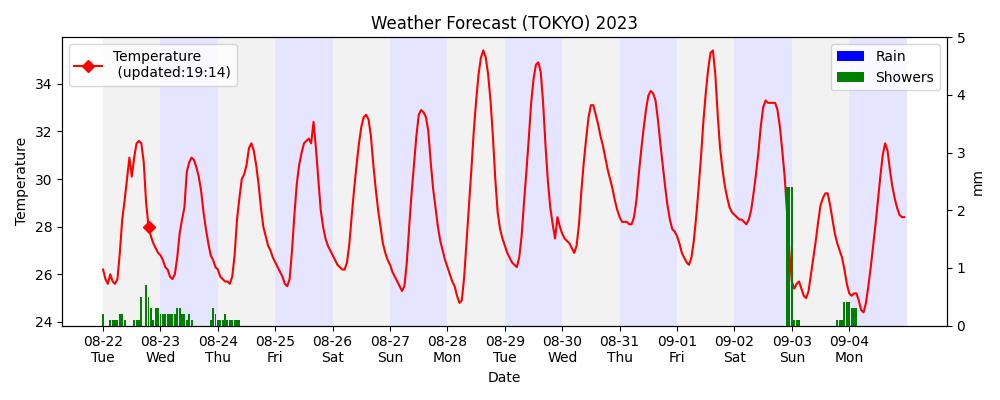 Weather Forecast (TOKYO) 2023
Temperature
(updated:19:14)
Rain
Showers
Temperature
34
32
30
28
26
24
5
4
3
2
1
0
mm
08-22 08-23 08-24 08-25 08-26 08-27 08-28 08-29 08-30 08-31 09-01 09-02 09-03 09-04
Tue Wed Thu Fri Sat Sun Mon Tue Wed Thu Fri Sat Sun Mon
Date